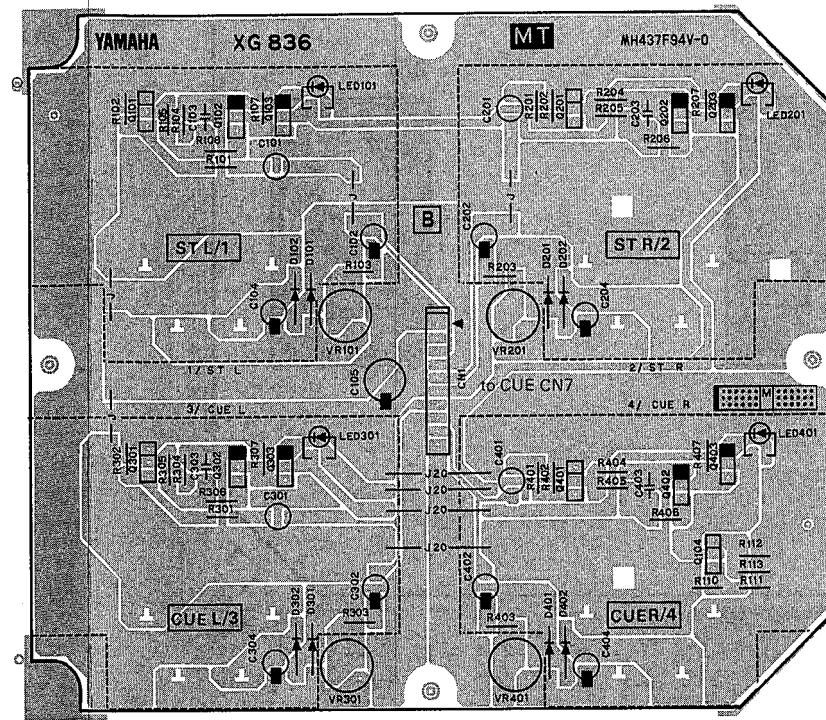 YAMAHA XG 836 MT MH437F94V-0
LED101
R102 Q101 R105 R104 C103 Q102 R107 Q103
R106
R101
C101
C201 R201 R202 Q201 R204
R205 C203 Q202 R207 Q203
LED201
R206
J J
B
C102 C202
ST L/1 D102 D101 R103
R203 D201 D202 ST R/2
J
C104 C204
VR101 VR201
1/ ST L 2/ ST R
C105 CN1 to CUE CN7
3/ CUE L 4/ CUE R M
J
LED301 LED401
R302 Q301 R305 R304 C303 Q302 R307 Q303
R306
R301
C301
C401 R401 R402 Q401 R404
R405 C403 Q402 R407 Q403
R406
J20
J20
J20
J20
Q104 R112
R113
R110 R111
C302 C402
CUE L/3 D302 D301 R303
R403 D401 D402 CUER/4
C304 C404
VR301 VR401